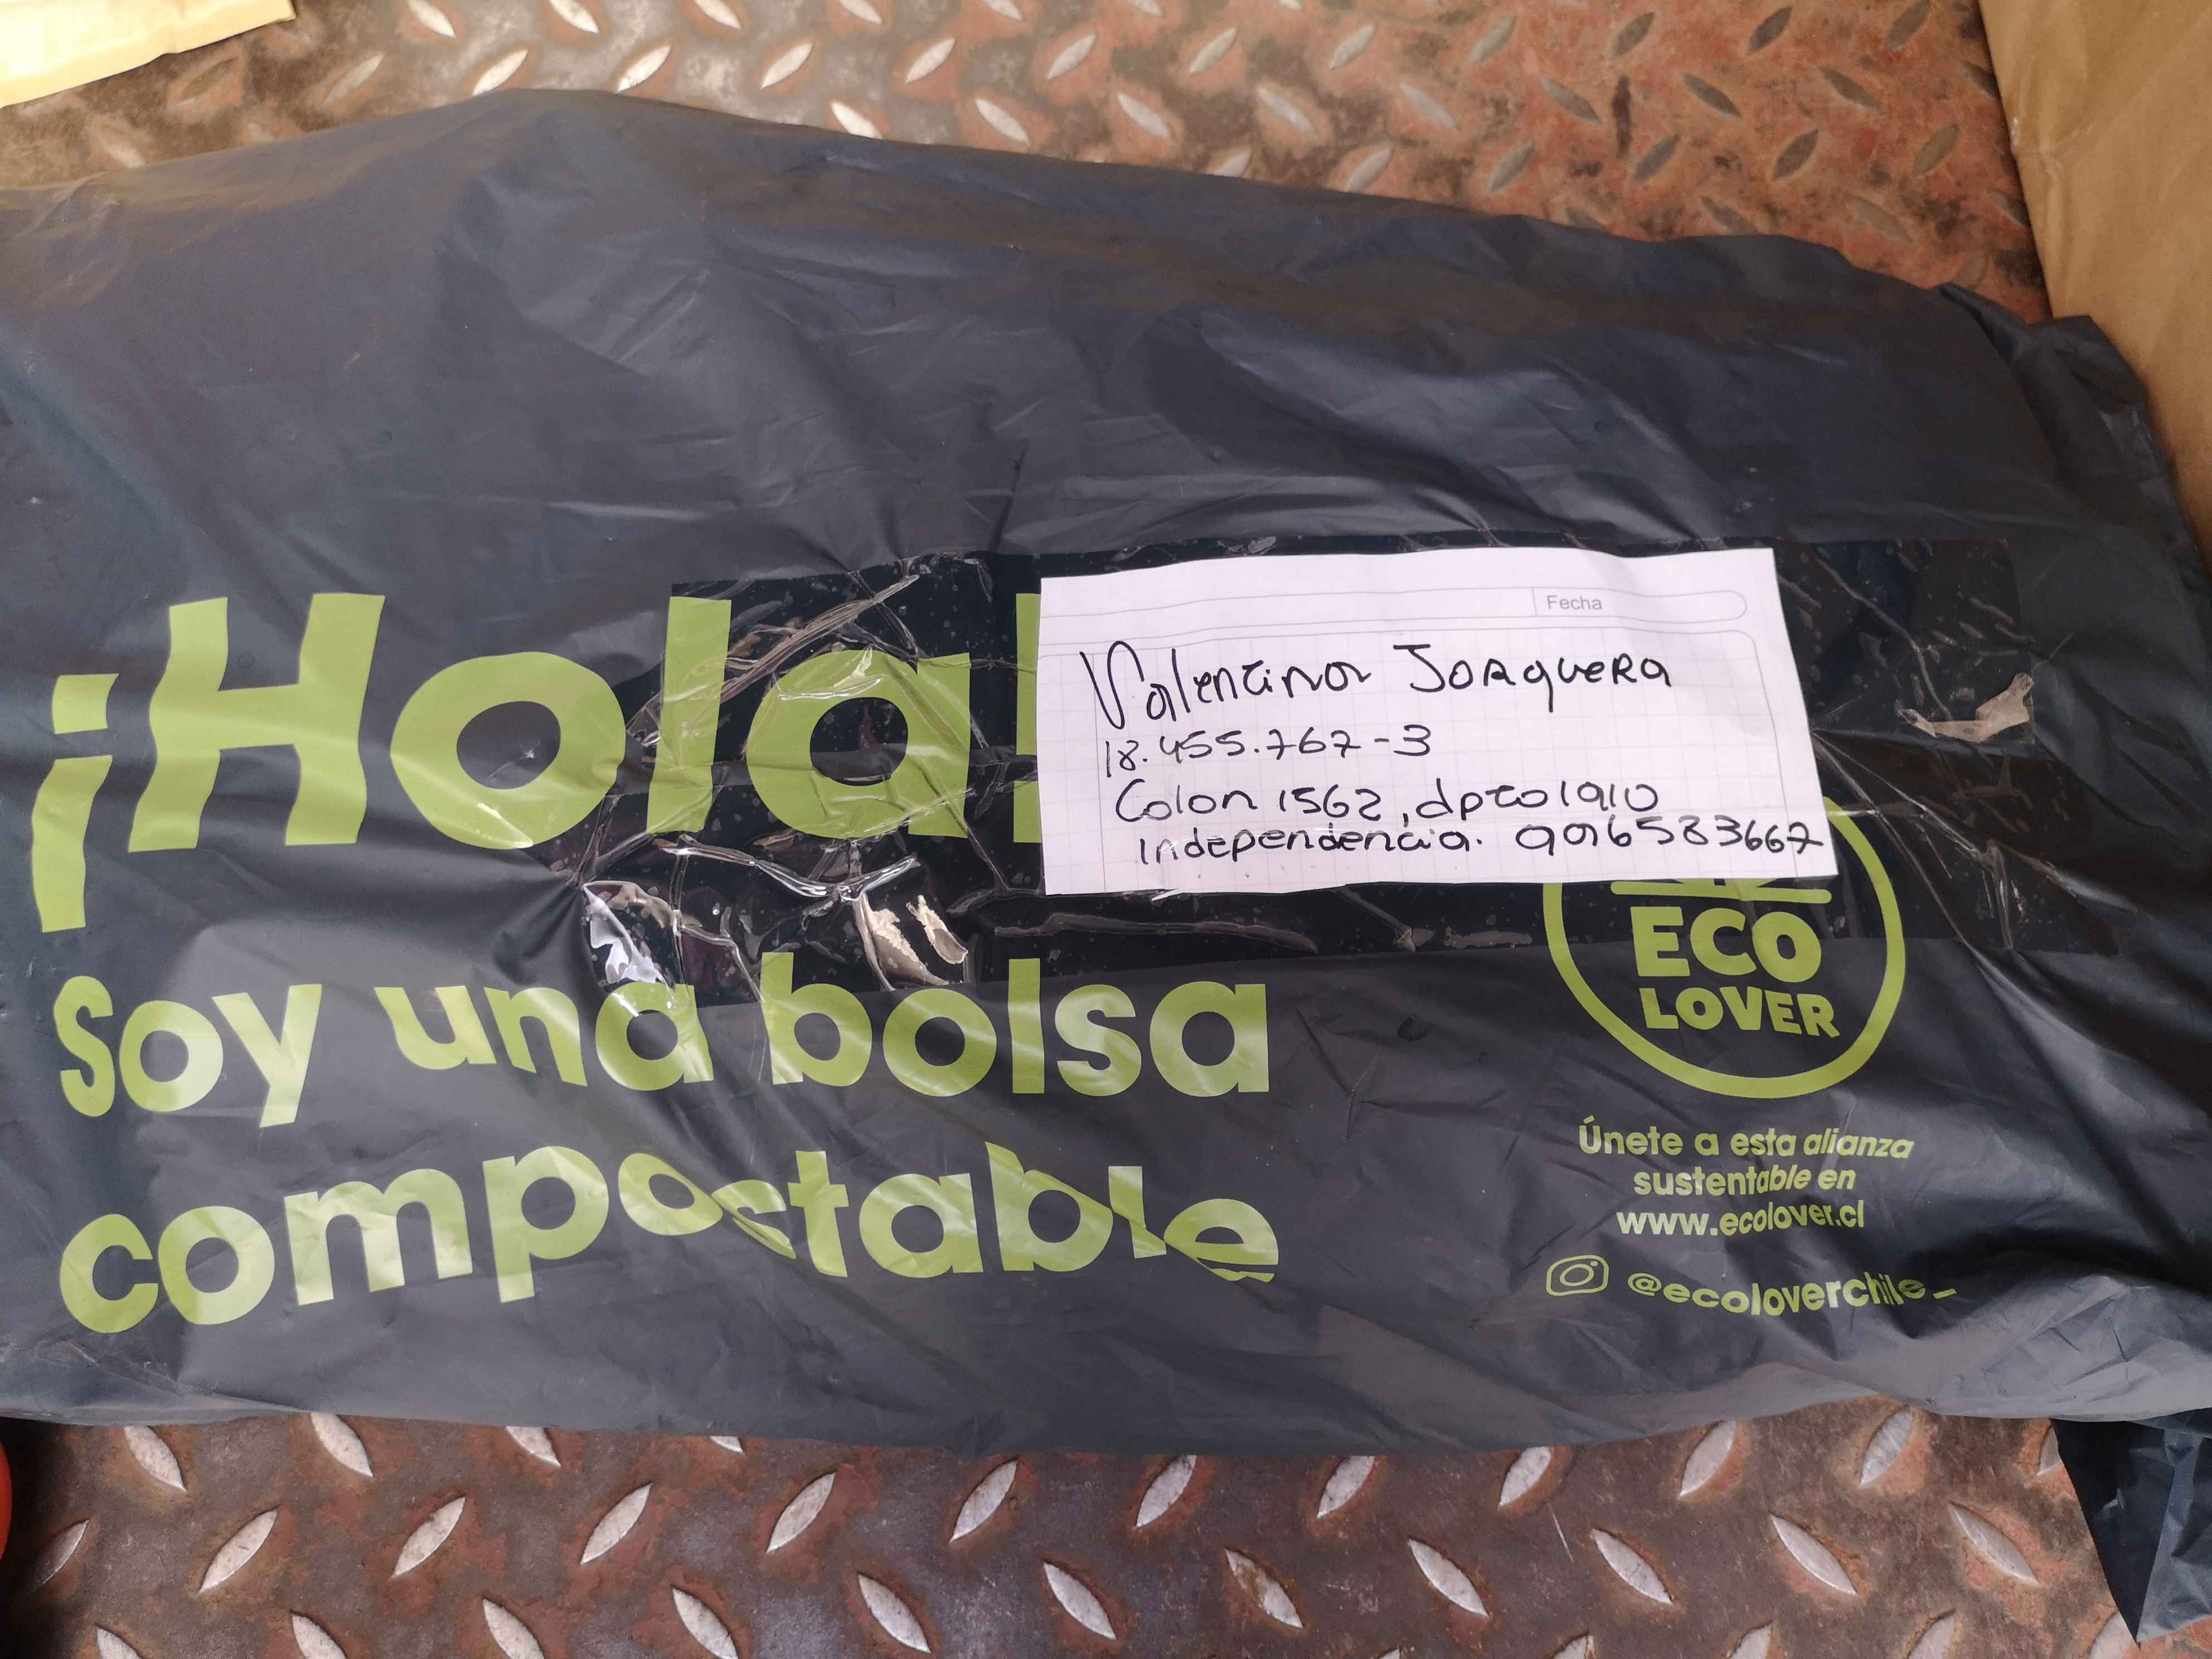 ¡Hola!
Soy una bolsa
compostable
Fecha
Valentina Jorquera
18.455.767-3
Colon 1562, dpto 1910
Independencia.
ECO
LOVER
Únete a esta alianza
sustentable en
www.ecolover.cl
@ecoloverchile_